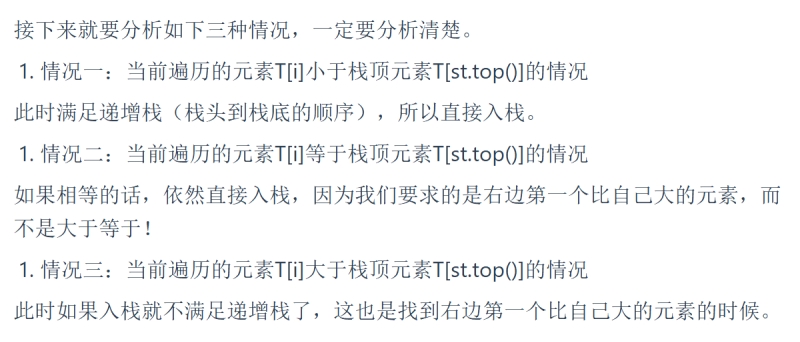 接下来就要分析如下三种情况，一定要分析清楚。
1. 情况一：当前遍历的元素T[i]小于栈顶元素T[st.top()]的情况
此时满足递增栈（栈头到栈底的顺序），所以直接入栈。
1. 情况二：当前遍历的元素T[i]等于栈顶元素T[st.top()]的情况
如果相等的话，依然直接入栈，因为我们要求的是右边第一个比自己大的元素，而
不是大于等于！
1. 情况三：当前遍历的元素T[i]大于栈顶元素T[st.top()]的情况
此时如果入栈就不满足递增栈了，这也是找到右边第一个比自己大的元素的时候。